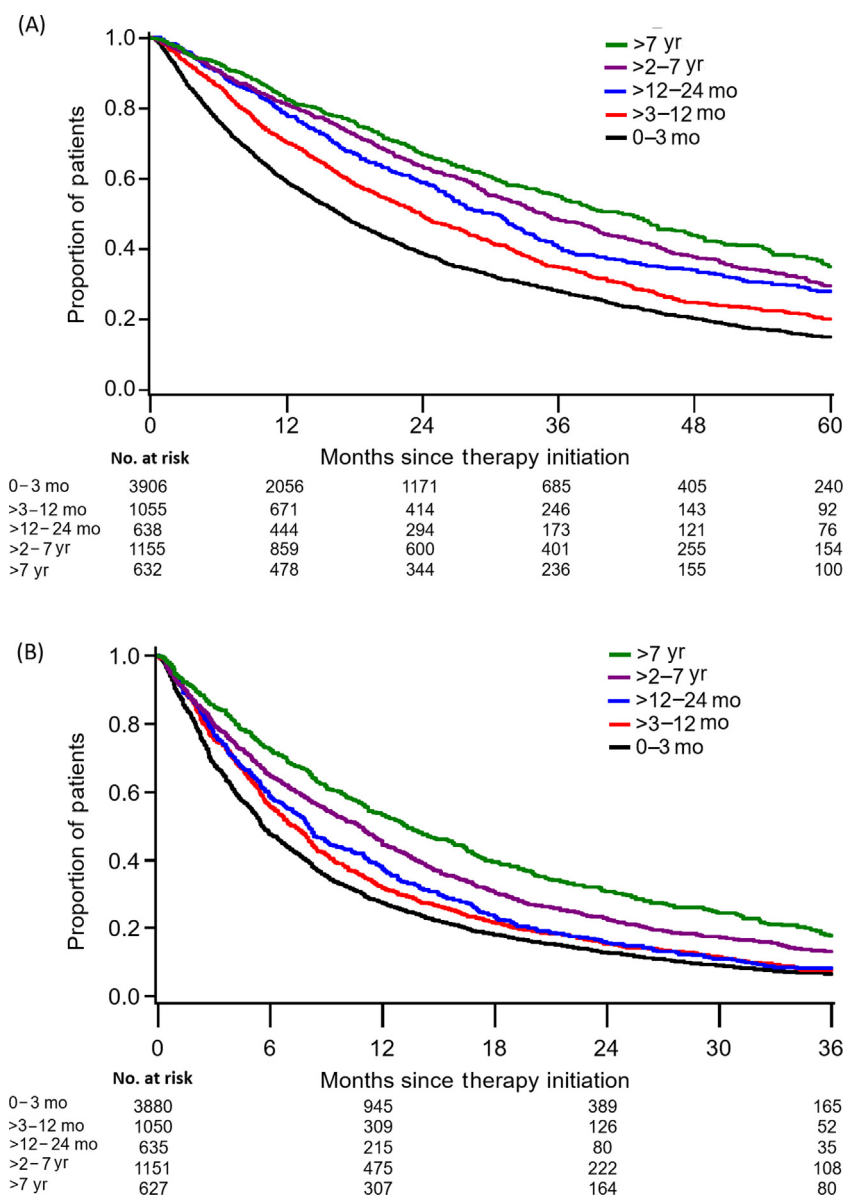 (A)
Proportion of patients
1.0
0.8
0.6
0.4
0.2
0.0
>7 yr
>2–7 yr
>12–24 mo
>3–12 mo
0–3 mo
0 12 24 36 48 60
Months since therapy initiation
No. at risk
0–3 mo 3906 2056 1171 685 405 240
>3–12 mo 1055 671 414 246 143 92
>12–24 mo 638 444 294 173 121 76
>2–7 yr 1155 859 600 401 255 154
>7 yr 632 478 344 236 155 100
(B)
Proportion of patients
1.0
0.8
0.6
0.4
0.2
0.0
>7 yr
>2–7 yr
>12–24 mo
>3–12 mo
0–3 mo
0 6 12 18 24 30 36
Months since therapy initiation
No. at risk
0–3 mo 3880 945 389 165
>3–12 mo 1050 309 126 52
>12–24 mo 635 215 80 35
>2–7 yr 1151 475 222 108
>7 yr 627 307 164 80